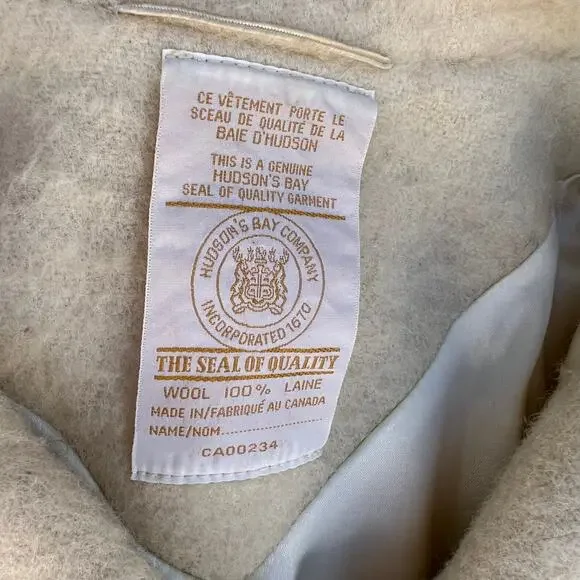 CE VÊTEMENT PORTE LE
SCEAU DE QUALITÉ DE LA
BAIE D'HUDSON
THIS IS A GENUINE
HUDSON'S BAY
SEAL OF QUALITY GARMENT
HUDSON'S BAY COMPANY
INCORPORATED 1670
THE SEAL OF QUALITY
WOOL 100% LAINE
MADE IN/FABRIQUÉ AU CANADA
NAME/NOM....................
CA00234